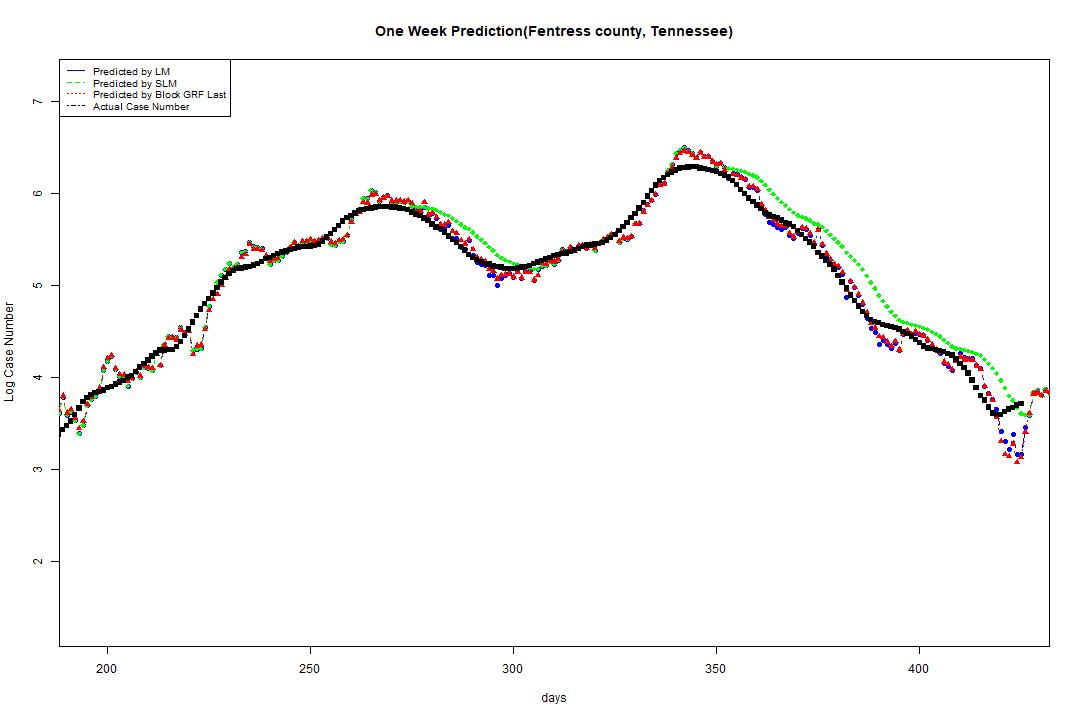 One Week Prediction(Fentress county, Tennessee)
Predicted by LM
Predicted by SLM
Predicted by Block GRF Last
Actual Case Number
7
6
5
4
3
2
Log Case Number
200 250 300 350 400
days